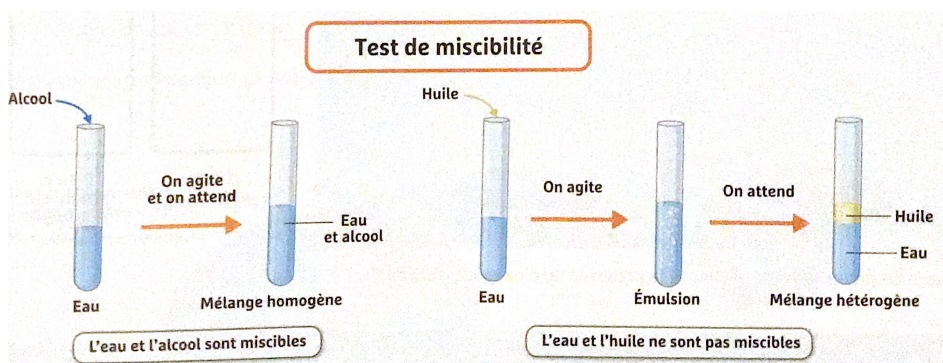 Test de miscibilité
Alcool
On agite
et on attend
Eau
et alcool
Eau
Mélange homogène
L'eau et l'alcool sont miscibles
Huile
On agite
On attend
Huile
Eau
Eau
Émulsion
Mélange hétérogène
L'eau et l'huile ne sont pas miscibles